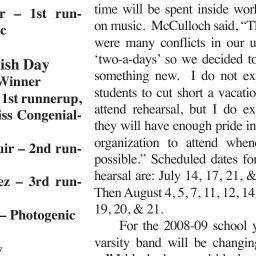 r – 1st run-
c
ish Day
Winner
1st runnerup,
iss Congenial-
uir – 2nd run-
ez – 3rd run-
– Photogenic
time will be spent inside work
on music. McCulloch said, “T
were many conflicts in our u
‘two-a-days’ so we decided to
something new. I do not ex
students to cut short a vacatio
attend rehearsal, but I do ex
they will have enough pride in
organization to attend whene
possible.” Scheduled dates for
hearsal are: July 14, 17, 21, &
Then August 4, 5, 7, 11, 12, 14
19, 20, & 21.
For the 2008-09 school y
varsity band will be changing